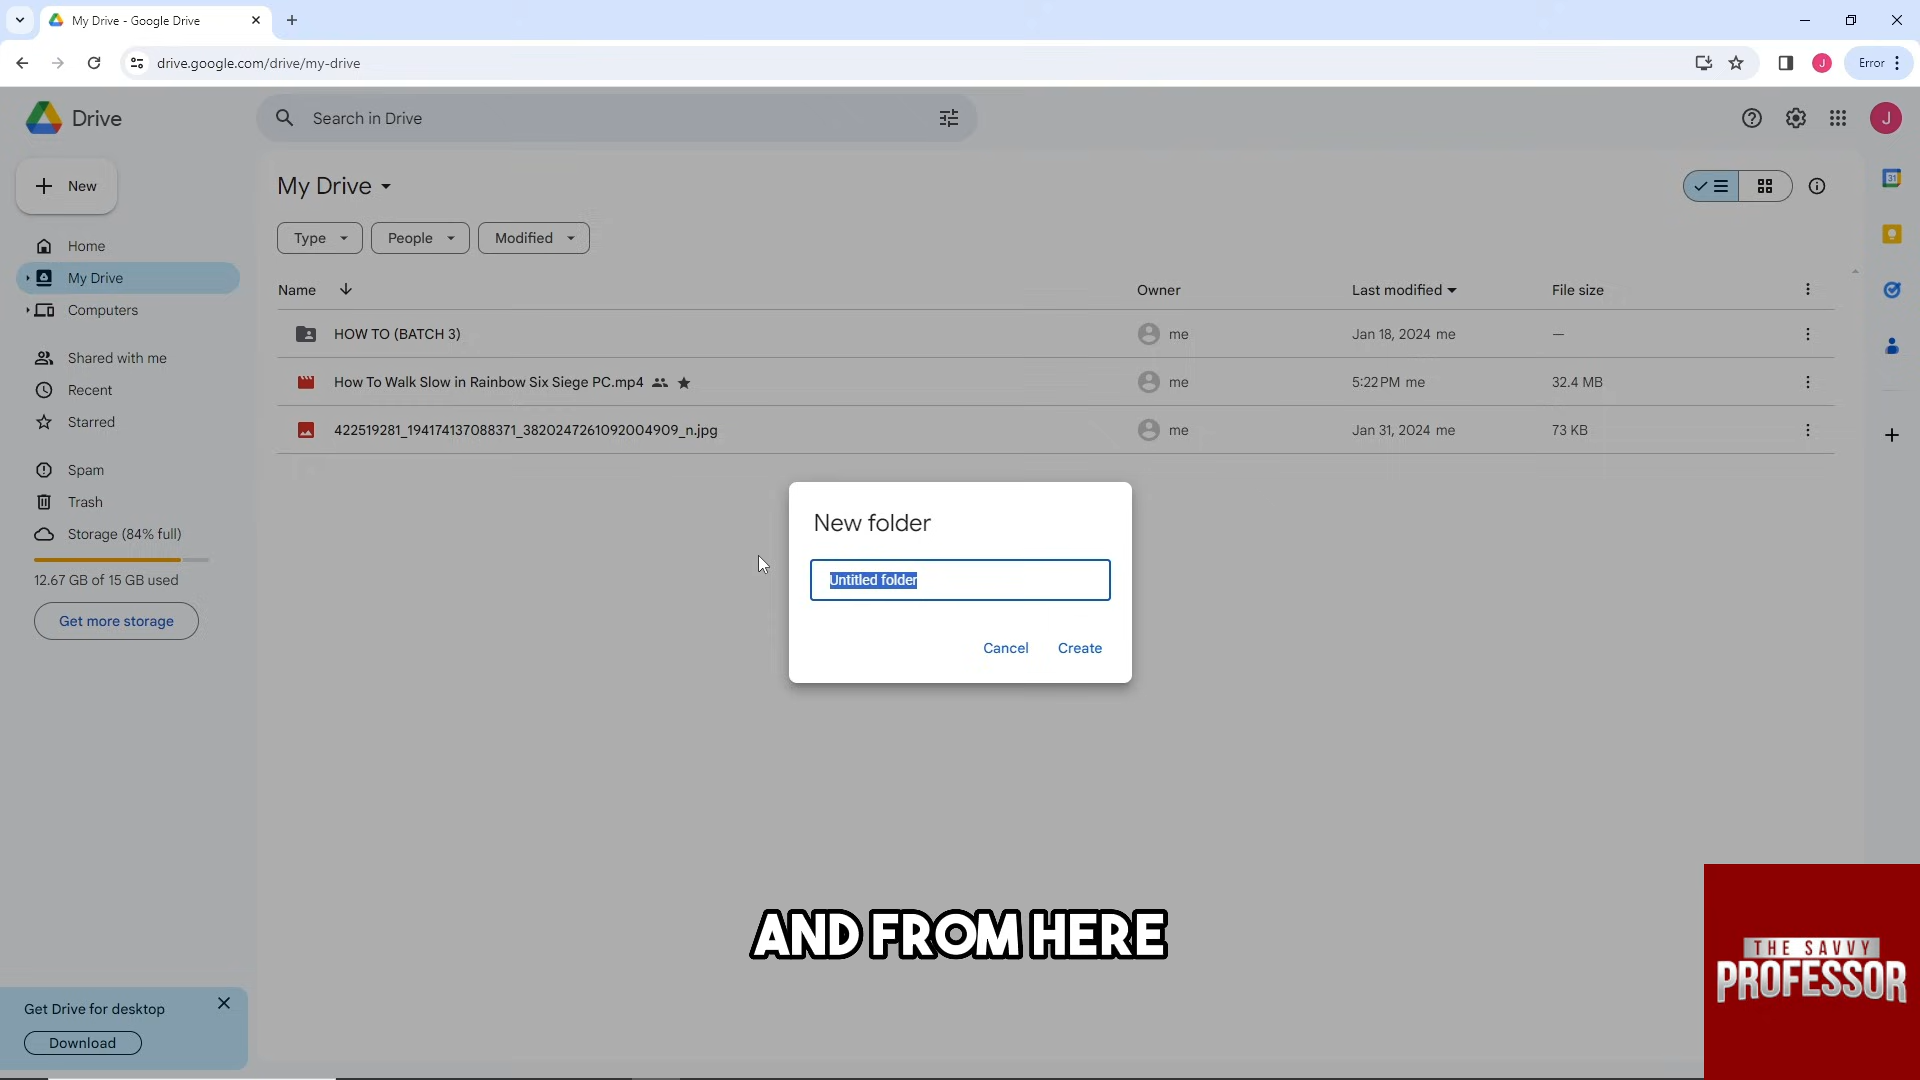 My Drive - Google Drive
drive.google.com/drive/my-drive
Error
Drive
Search in Drive
J
J
New
My Drive
31
Type
People
Modified
Home
My Drive
Computers
Name
Owner
Last modified
File size
HOW TO (BATCH 3)
me
Jan 18, 2024 me
—
Shared with me
How To Walk Slow in Rainbow Six Siege PC.mp4
me
5:22 PM me
32.4 MB
Recent
Starred
422519281_194174137088371_3820247261092004909_n.jpg
me
Jan 31, 2024 me
73 KB
Spam
Trash
Storage (84% full)
12.67 GB of 15 GB used
Get more storage
New folder
Untitled folder
Cancel
Create
AND FROM HERE
THE SAVVY
PROFESSOR
Get Drive for desktop
Download